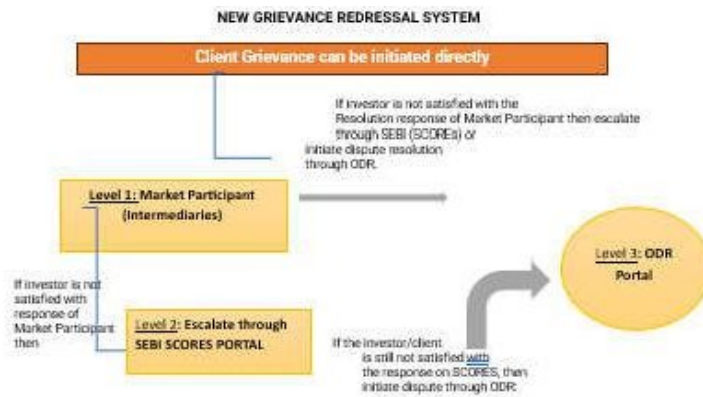 NEW GRIEVANCE REDRESSAL SYSTEM
Client Grievance can be initiated directly
If investor is not satisfied with the
Resolution response of Market Participant then escalate
through SEBI (SCOREs) or
initiate dispute resolution
through ODR.
Level 1: Market Participant
(Intermediaries)
Level 3: ODR
Portal
If investor is not
satisfied with
response of
Market Participant
then
Level 2: Escalate through
SEBI SCORES PORTAL
If the investor/client
is still not satisfied with
the response on SCORES, then
initiate dispute through ODR.